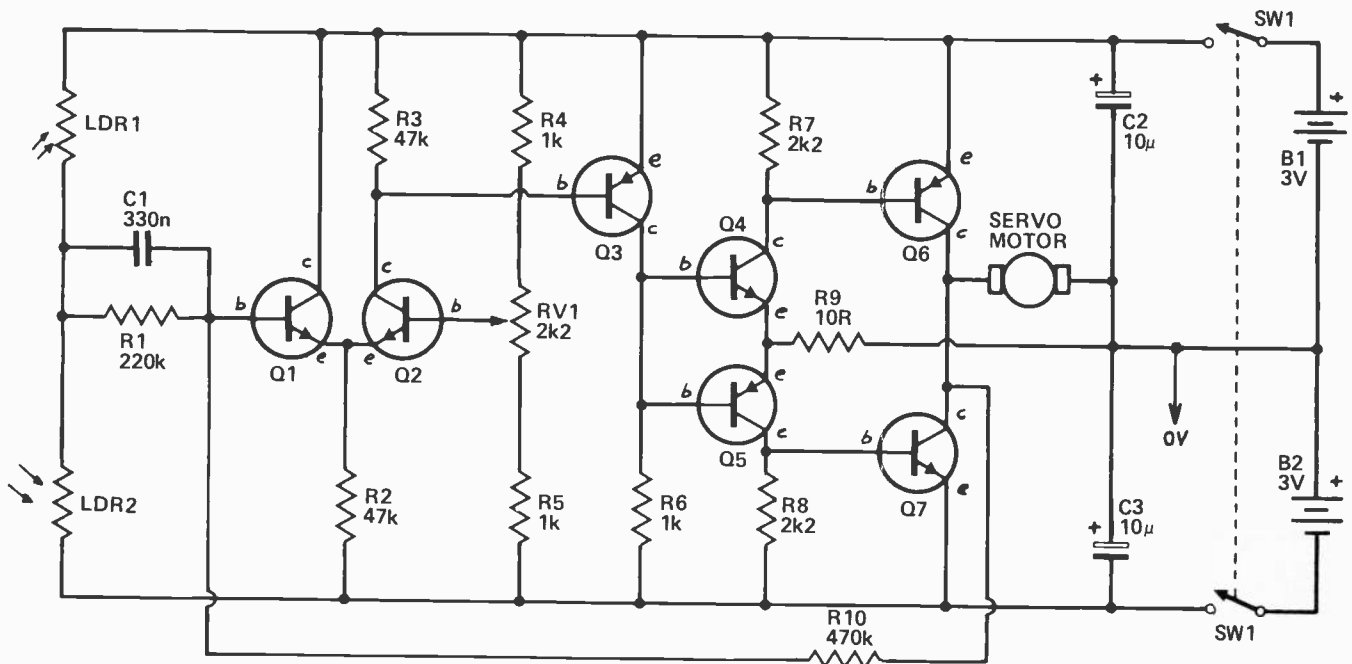 SW1
LDR1
R3
47k
R4
1k
R7
2k2
+
C2
10µ
+
B1
3V
C1
330n
b
e
c
Q3
Q4
b
c
e
b
e
c
Q6
SERVO
MOTOR
R1
220k
b
c
e
Q1
c
b
e
Q2
RV1
2k2
R9
10R
b
e
c
Q5
0V
LDR2
R2
47k
R5
1k
R6
1k
R8
2k2
b
c
e
Q7
+
C3
10µ
B2
3V
+
R10
470k
SW1